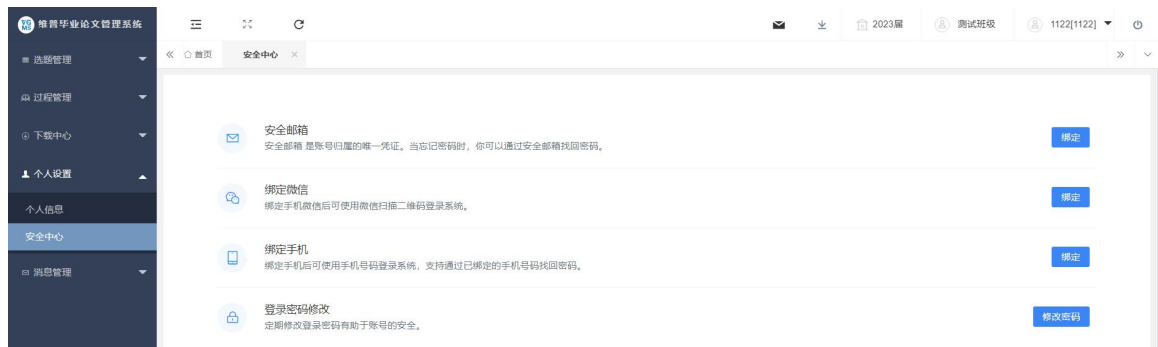 维普毕业论文管理系统
2023届
测试班级
1122[1122]
首页
安全中心
选题管理
过程管理
下载中心
个人设置
个人信息
安全中心
消息管理
安全邮箱
安全邮箱 是账号归属的唯一凭证。当忘记密码时，你可以通过安全邮箱找回密码。
绑定
绑定微信
绑定手机微信后可使用微信扫描二维码登录系统。
绑定
绑定手机
绑定手机后可使用手机号码登录系统，支持通过已绑定的手机号码找回密码。
绑定
登录密码修改
定期修改登录密码有助于账号的安全。
修改密码